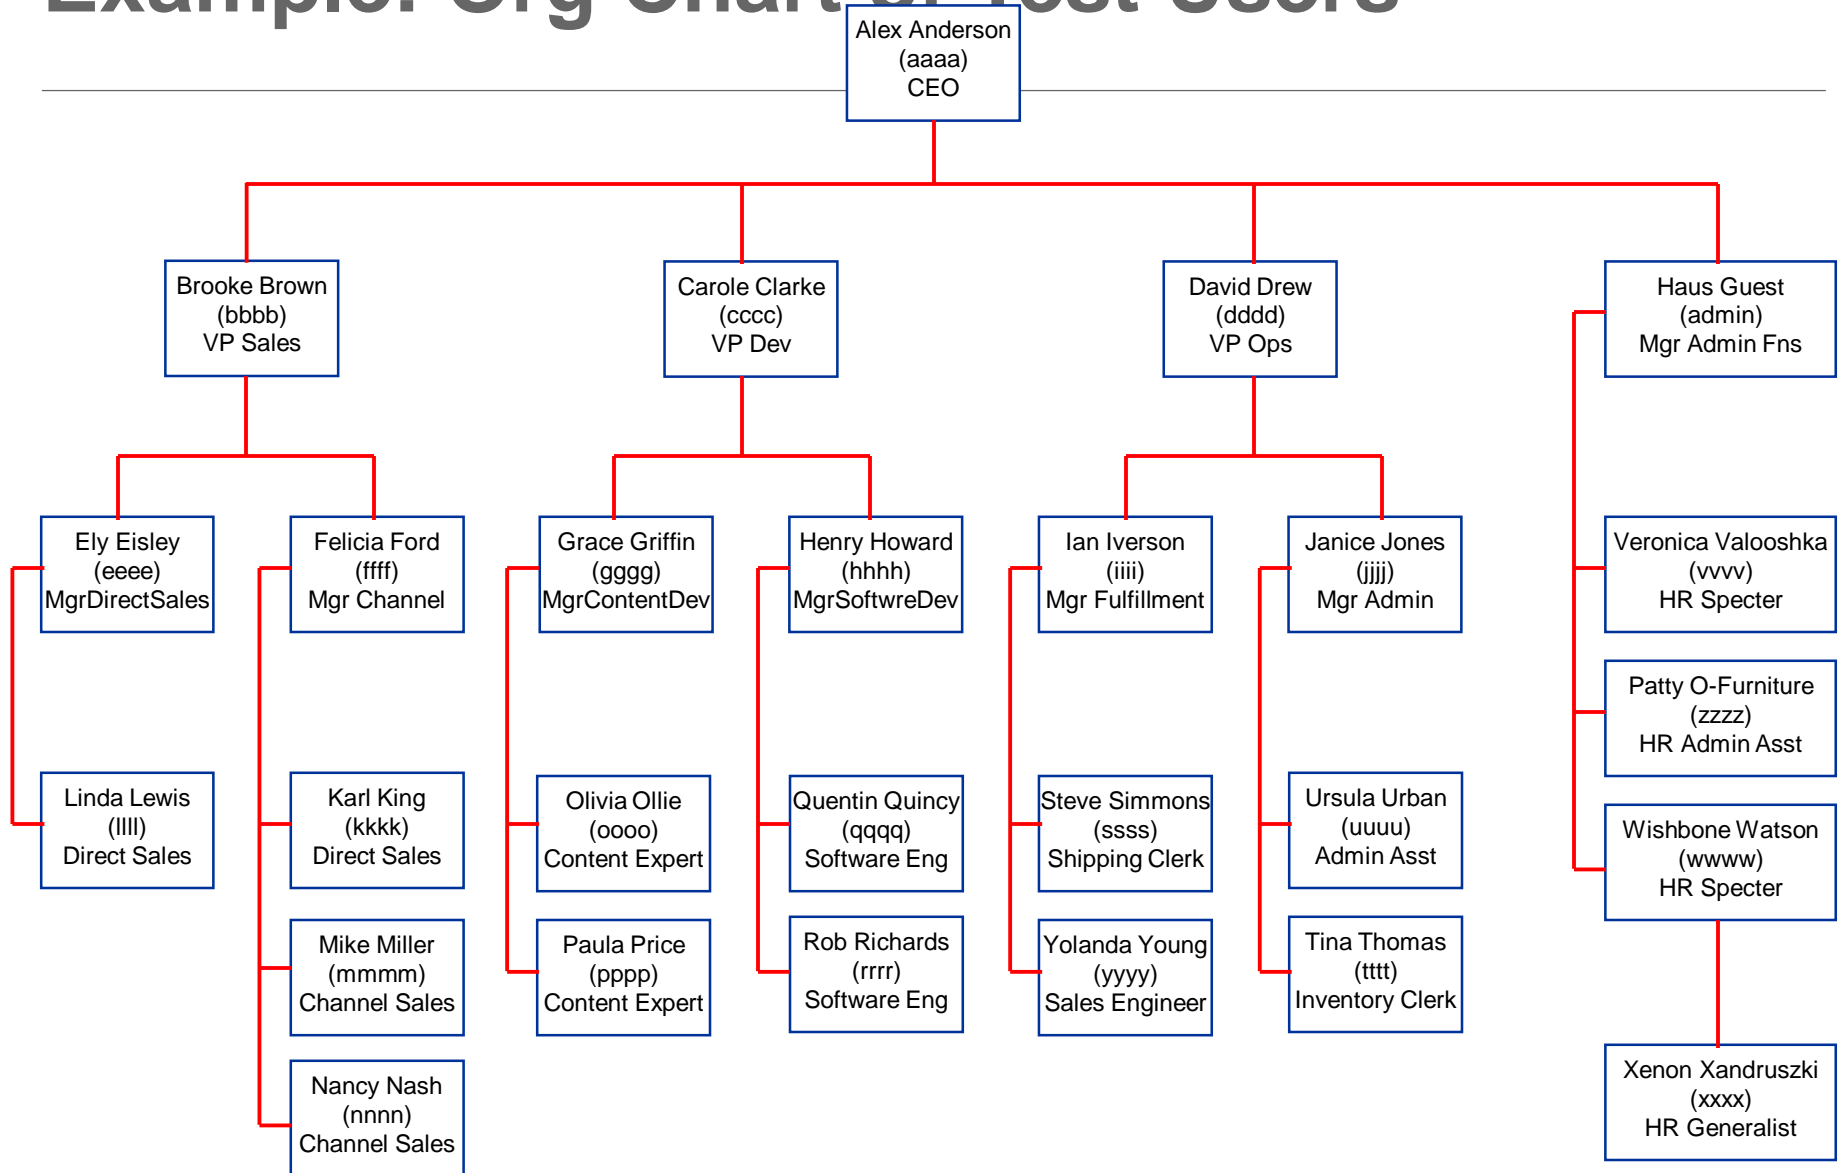 Example: Org Chart of Test Users
Alex Anderson
(aaaa)
CEO
Brooke Brown
(bbbb)
VP Sales
Carole Clarke
(cccc)
VP Dev
David Drew
(dddd)
VP Ops
Haus Guest
(admin)
Mgr Admin Fns
Ely Eisley
(eeee)
MgrDirectSales
Felicia Ford
(ffff)
Mgr Channel
Grace Griffin
(gggg)
MgrContentDev
Henry Howard
(hhhh)
MgrSoftwreDev
Ian Iverson
(iiii)
Mgr Fulfillment
Janice Jones
(jjjj)
Mgr Admin
Veronica Valooshka
(vvvv)
HR Specter
Patty O-Furniture
(zzzz)
HR Admin Asst
Linda Lewis
(llll)
Direct Sales
Karl King
(kkkk)
Direct Sales
Olivia Ollie
(oooo)
Content Expert
Quentin Quincy
(qqqq)
Software Eng
Steve Simmons
(ssss)
Shipping Clerk
Ursula Urban
(uuuu)
Admin Asst
Wishbone Watson
(wwww)
HR Specter
Mike Miller
(mmmm)
Channel Sales
Paula Price
(pppp)
Content Expert
Rob Richards
(rrrr)
Software Eng
Yolanda Young
(yyyy)
Sales Engineer
Tina Thomas
(tttt)
Inventory Clerk
Nancy Nash
(nnnn)
Channel Sales
Xenon Xandruszki
(xxxx)
HR Generalist